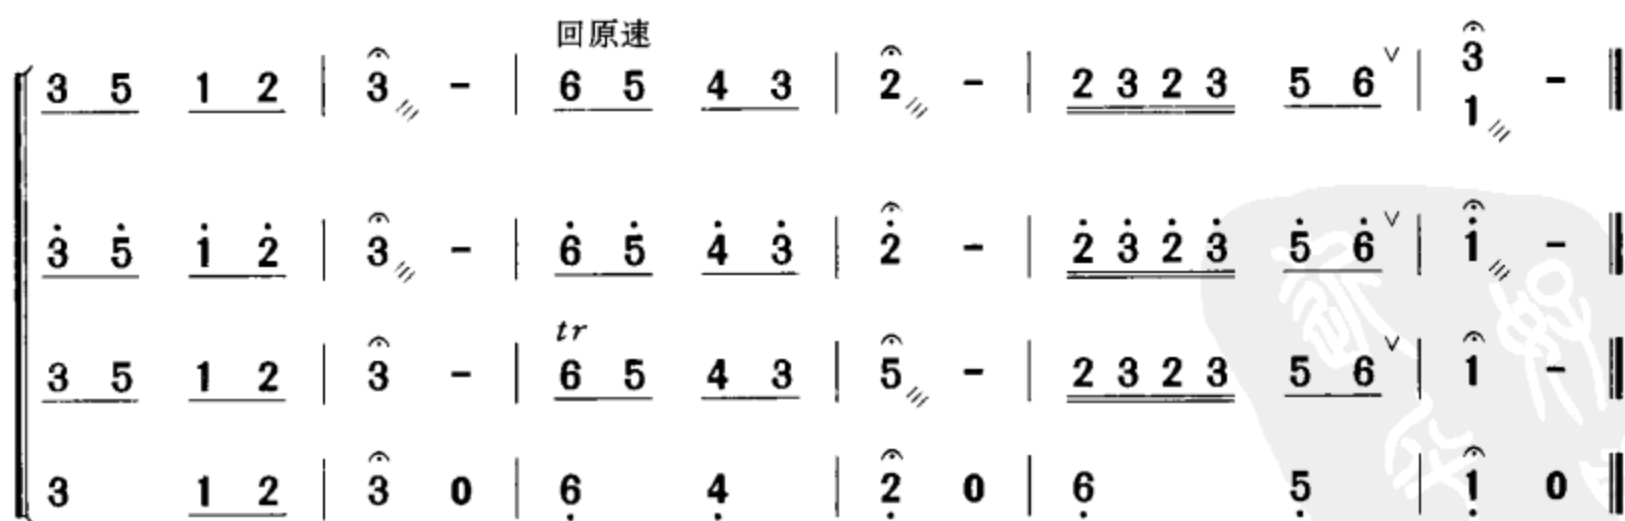 回原速
3 5 1 2 | 3 - | 6 5 4 3 | 2 - | 2 3 2 3 5 6 ∨ | 3 - ‖
1
3 5 1 2 | 3 - | 6 5 4 3 | 2 - | 2 3 2 3 5 6 ∨ | 1 - ‖
tr
3 5 1 2 | 3 - | 6 5 4 3 | 5 - | 2 3 2 3 5 6 ∨ | 1 - ‖
3 1 2 | 3 0 | 6 4 | 2 0 | 6 5 | 1 0 ‖